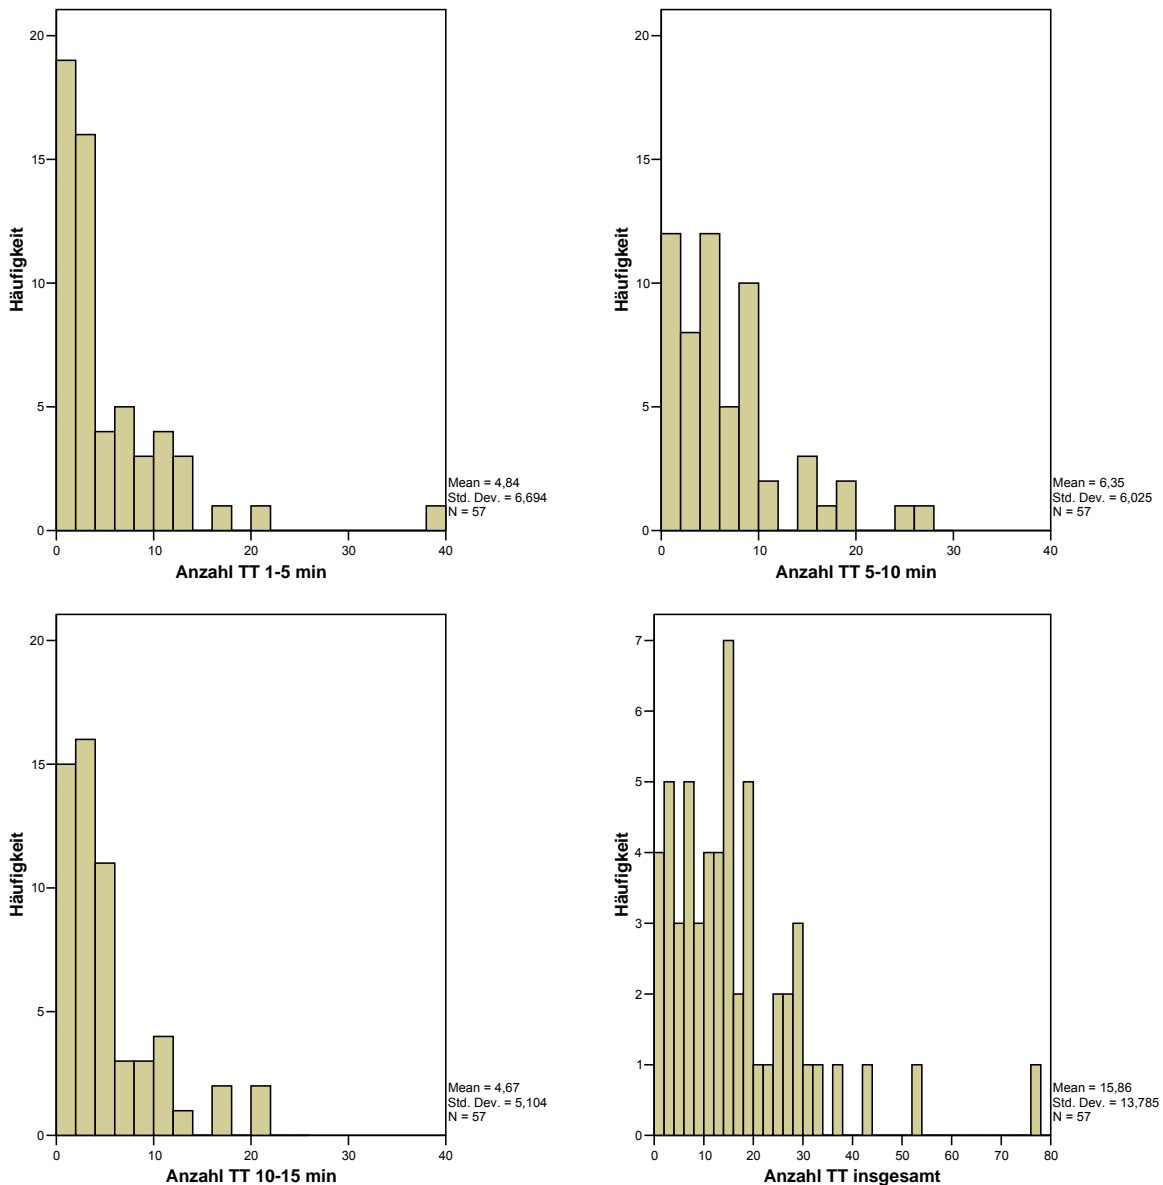 20
15
10
5
0
Häufigkeit
0 10 20 30 40
Anzahl TT 1-5 min
Mean = 4,84
Std. Dev. = 6,694
N = 57
20
15
10
5
0
Häufigkeit
0 10 20 30 40
Anzahl TT 5-10 min
Mean = 6,35
Std. Dev. = 6,025
N = 57
20
15
10
5
0
Häufigkeit
0 10 20 30 40
Anzahl TT 10-15 min
Mean = 4,67
Std. Dev. = 5,104
N = 57
7
6
5
4
3
2
1
0
Häufigkeit
0 10 20 30 40 50 60 70 80
Anzahl TT insgesamt
Mean = 15,86
Std. Dev. = 13,785
N = 57